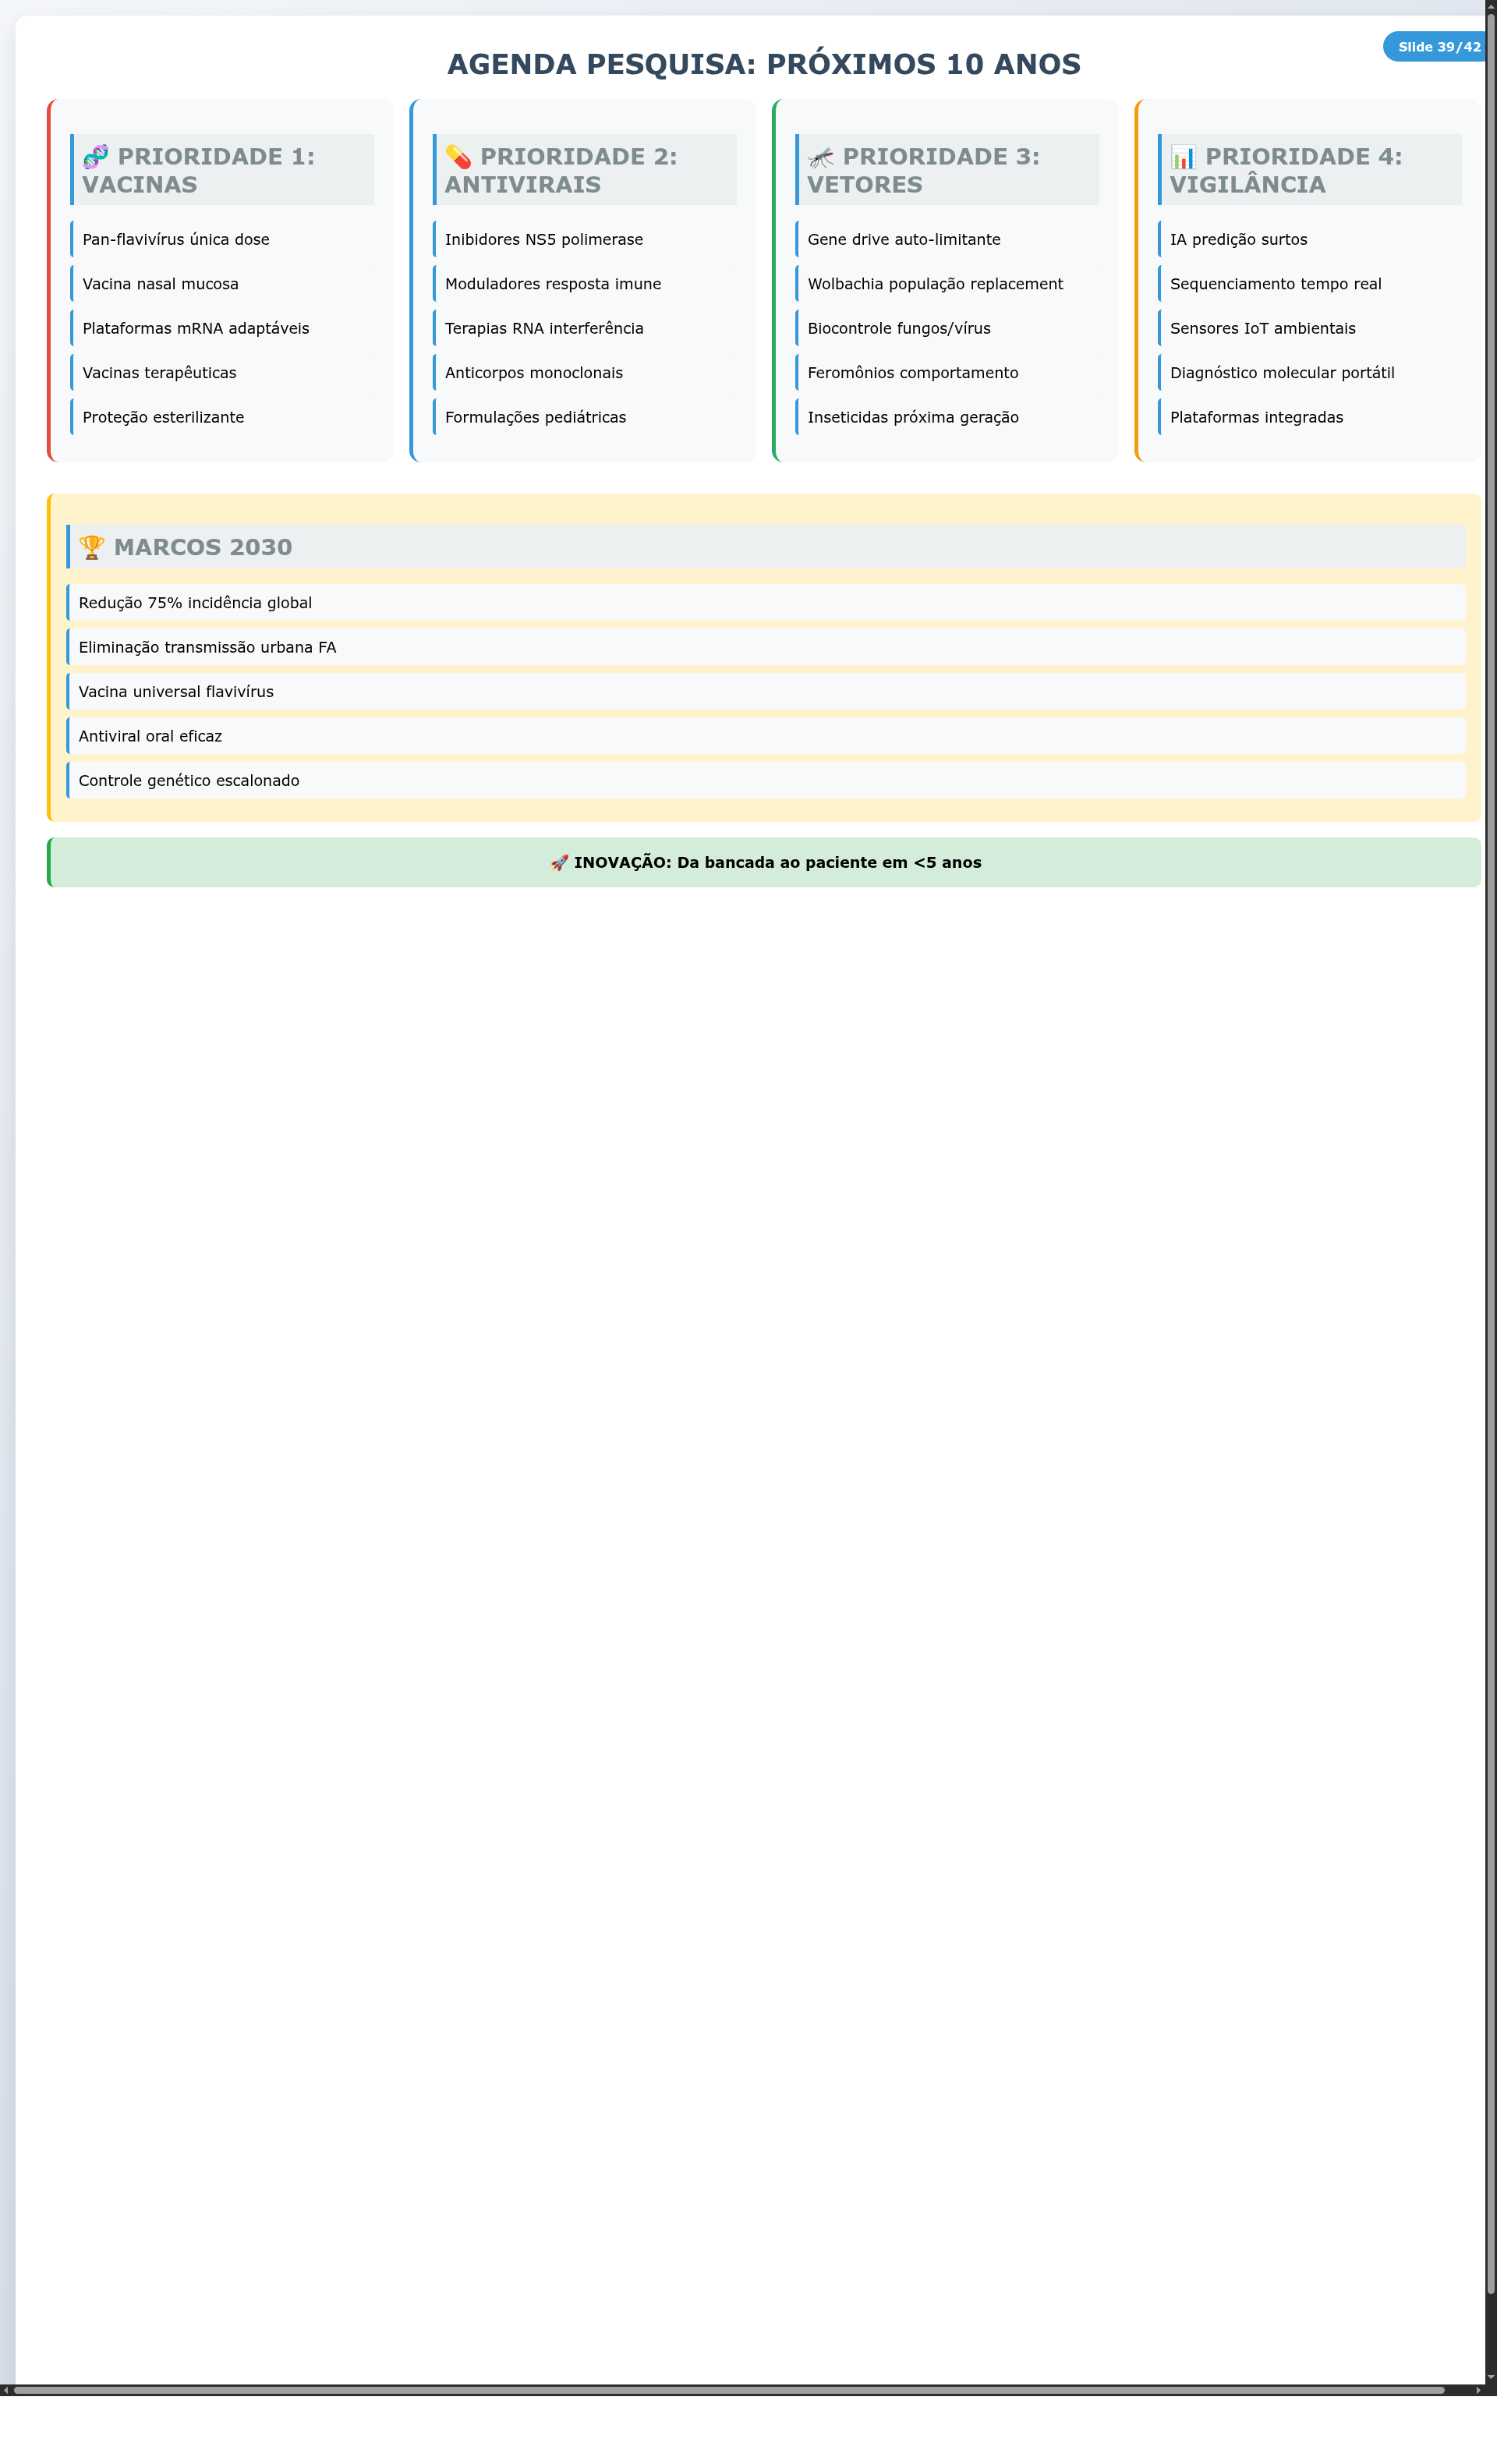 Slide 39/42
AGENDA PESQUISA: PRÓXIMOS 10 ANOS
🧬 PRIORIDADE 1:
VACINAS
Pan-flavivírus única dose
Vacina nasal mucosa
Plataformas mRNA adaptáveis
Vacinas terapêuticas
Proteção esterilizante
💊 PRIORIDADE 2:
ANTIVIRAIS
Inibidores NS5 polimerase
Moduladores resposta imune
Terapias RNA interferência
Anticorpos monoclonais
Formulações pediátricas
🦟 PRIORIDADE 3:
VETORES
Gene drive auto-limitante
Wolbachia população replacement
Biocontrole fungos/vírus
Feromônios comportamento
Inseticidas próxima geração
📊 PRIORIDADE 4:
VIGILÂNCIA
IA predição surtos
Sequenciamento tempo real
Sensores IoT ambientais
Diagnóstico molecular portátil
Plataformas integradas
🏆 MARCOS 2030
Redução 75% incidência global
Eliminação transmissão urbana FA
Vacina universal flavivírus
Antiviral oral eficaz
Controle genético escalonado
🚀 INOVAÇÃO: Da bancada ao paciente em <5 anos